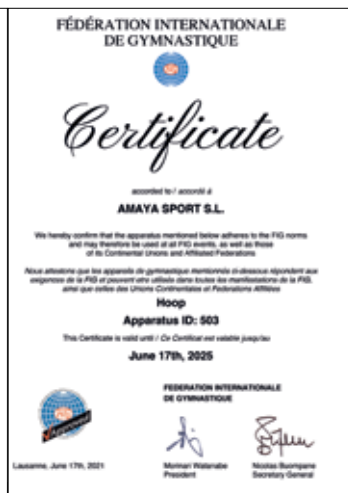 FÉDÉRATION INTERNATIONALE
DE GYMNASTIQUE
Certificate
accorded to / accordé à
AMAYA SPORT S.L.
We hereby confirm that the apparatus mentioned below adheres to the FIG norms
and may therefore be used at all FIG events, as well as those
of its Continental Unions and Affiliated Federations
Nous attestons que les appareils de gymnastique mentionnés ci-dessous répondent aux
exigences de la FIG et peuvent être utilisés dans toutes les manifestations de la FIG,
ainsi que celles des Unions Continentales et Fédérations Affiliées
Hoop
Apparatus ID: 503
This Certificate is valid until / Ce Certificat est valable jusqu'au
June 17th, 2025
FEDERATION INTERNATIONALE
DE GYMNASTIQUE
Approved
Lausanne, June 17th, 2021
Morinari Watanabe
President
Nicolas Buompane
Secretary General